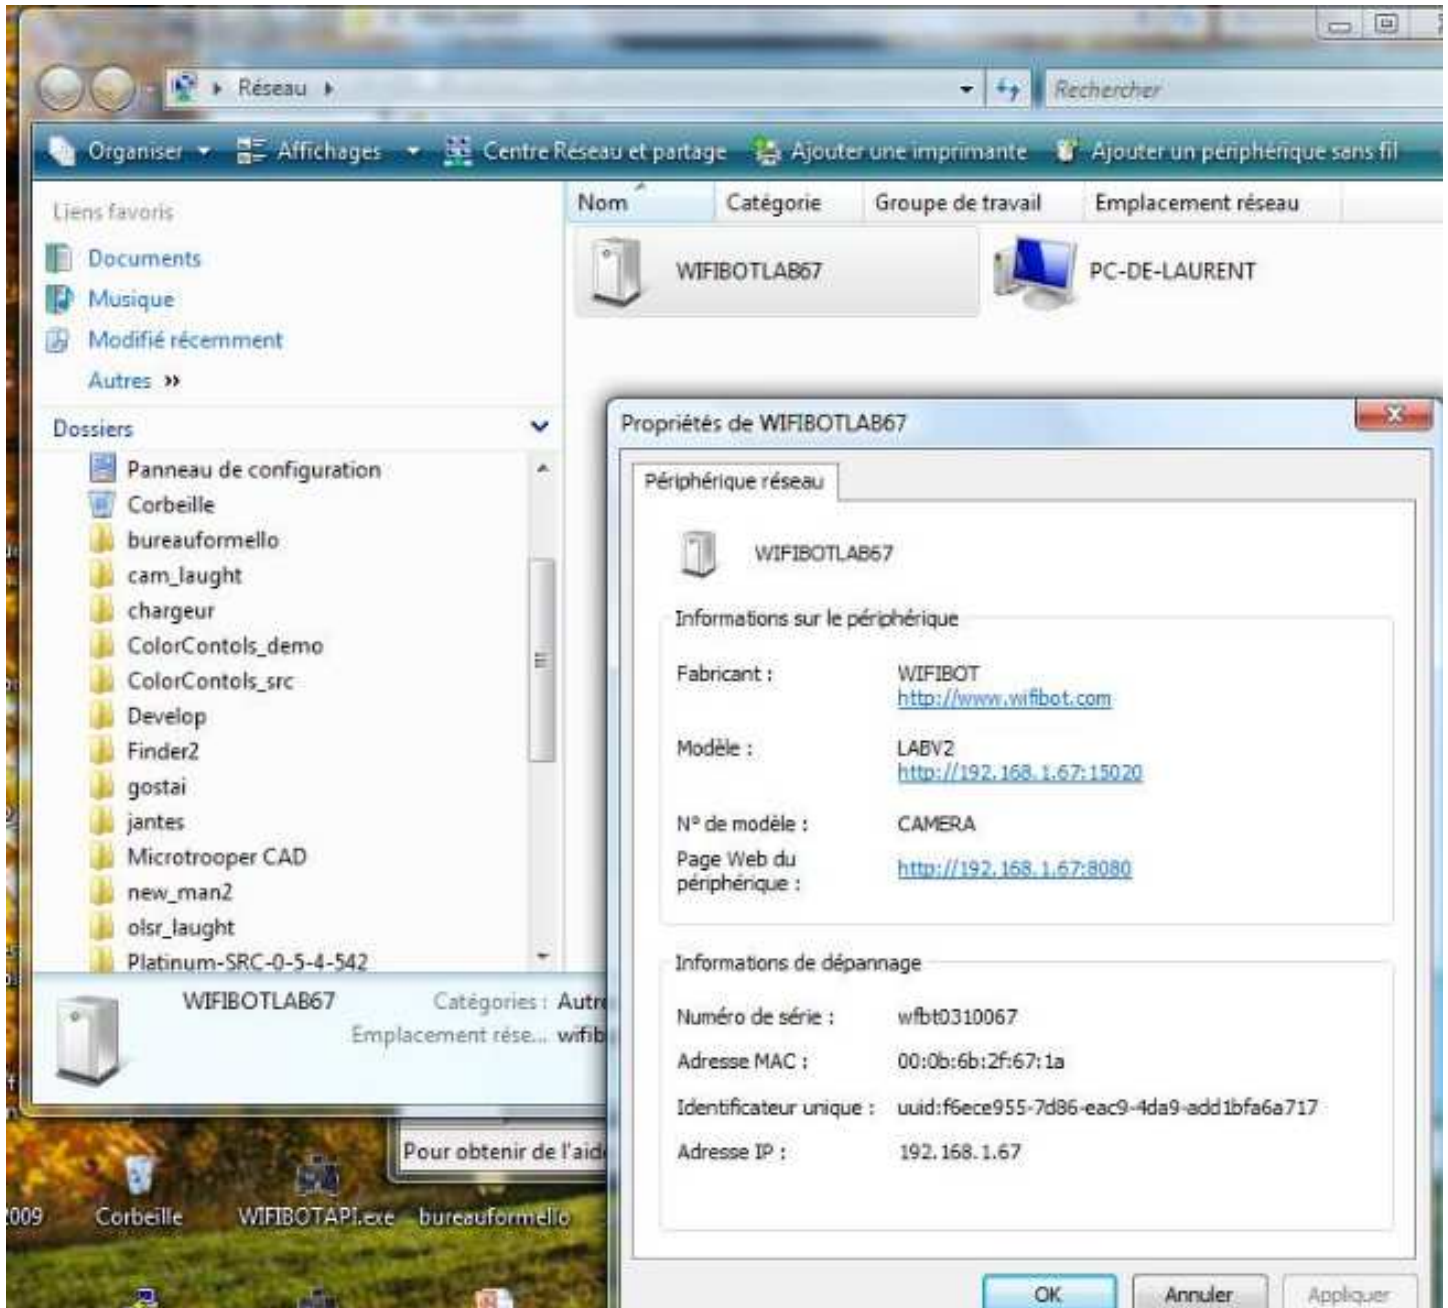 Réseau
Rechercher
Organiser Affichages Centre Réseau et partage Ajouter une imprimante Ajouter un périphérique sans fil
Liens favoris
Nom Catégorie Groupe de travail Emplacement réseau
Documents
WIFIBOTLAB67 PC-DE-LAURENT
Musique
Modifié récemment
Autres »
Dossiers
Panneau de configuration
Corbeille
bureauformello
cam_laught
chargeur
ColorContols_demo
ColorContols_src
Develop
Finder2
gostai
jantes
Microtrooper CAD
new_man2
olsr_laught
Platinum-SRC-0-5-4-542
WIFIBOTLAB67 Catégories : Autre
Emplacement rése... wifib
Propriétés de WIFIBOTLAB67
Périphérique réseau
WIFIBOTLAB67
Informations sur le périphérique
Fabricant : WIFIBOT
http://www.wifibot.com
Modèle : LABV2
http://192.168.1.67:15020
N° de modèle : CAMERA
Page Web du
périphérique : http://192.168.1.67:8080
Informations de dépannage
Numéro de série : wfbt0310067
Adresse MAC : 00:0b:6b:2f:67:1a
Identificateur unique : uuid:f6ece955-7d86-eac9-4da9-add1bfa6a717
Adresse IP : 192.168.1.67
OK Annuler Appliquer
Pour obtenir de l'aid
2009 Corbeille WIFIBOTAPI.exe bureauformello